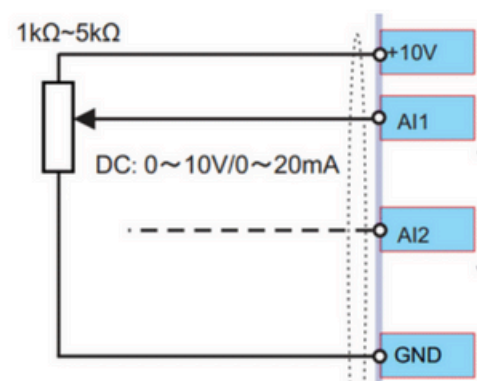 1kΩ~5kΩ
+10V
AI1
DC: 0～10V/0～20mA
AI2
GND